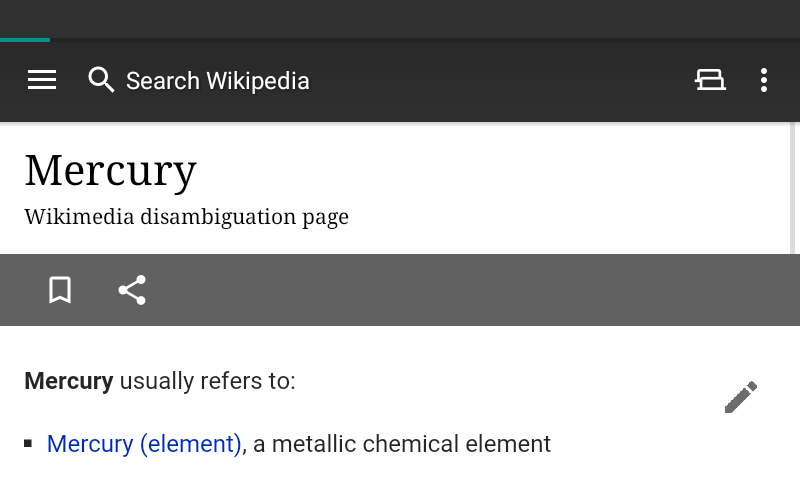 Search Wikipedia
Mercury
Wikimedia disambiguation page
Mercury usually refers to:
▪ Mercury (element), a metallic chemical element